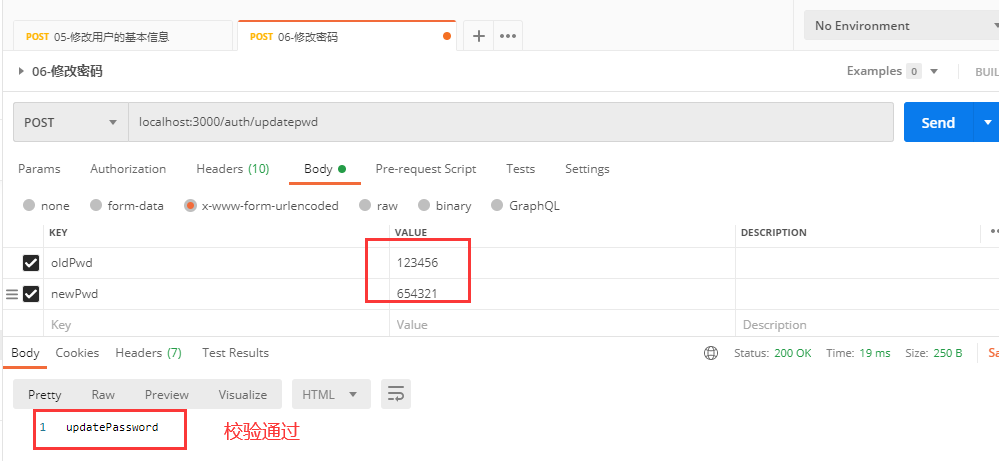 POST 05-修改用户的基本信息
POST 06-修改密码
No Environment
06-修改密码
Examples 0
BUIL
POST
localhost:3000/auth/updatepwd
Send
Params Authorization Headers (10) Body Pre-request Script Tests Settings
none form-data x-www-form-urlencoded raw binary GraphQL
KEY VALUE DESCRIPTION
oldPwd 123456
newPwd 654321
Key Value Description
Body Cookies Headers (7) Test Results
Status: 200 OK Time: 19 ms Size: 250 B Sa
Pretty Raw Preview Visualize HTML
1 updatePassword
校验通过